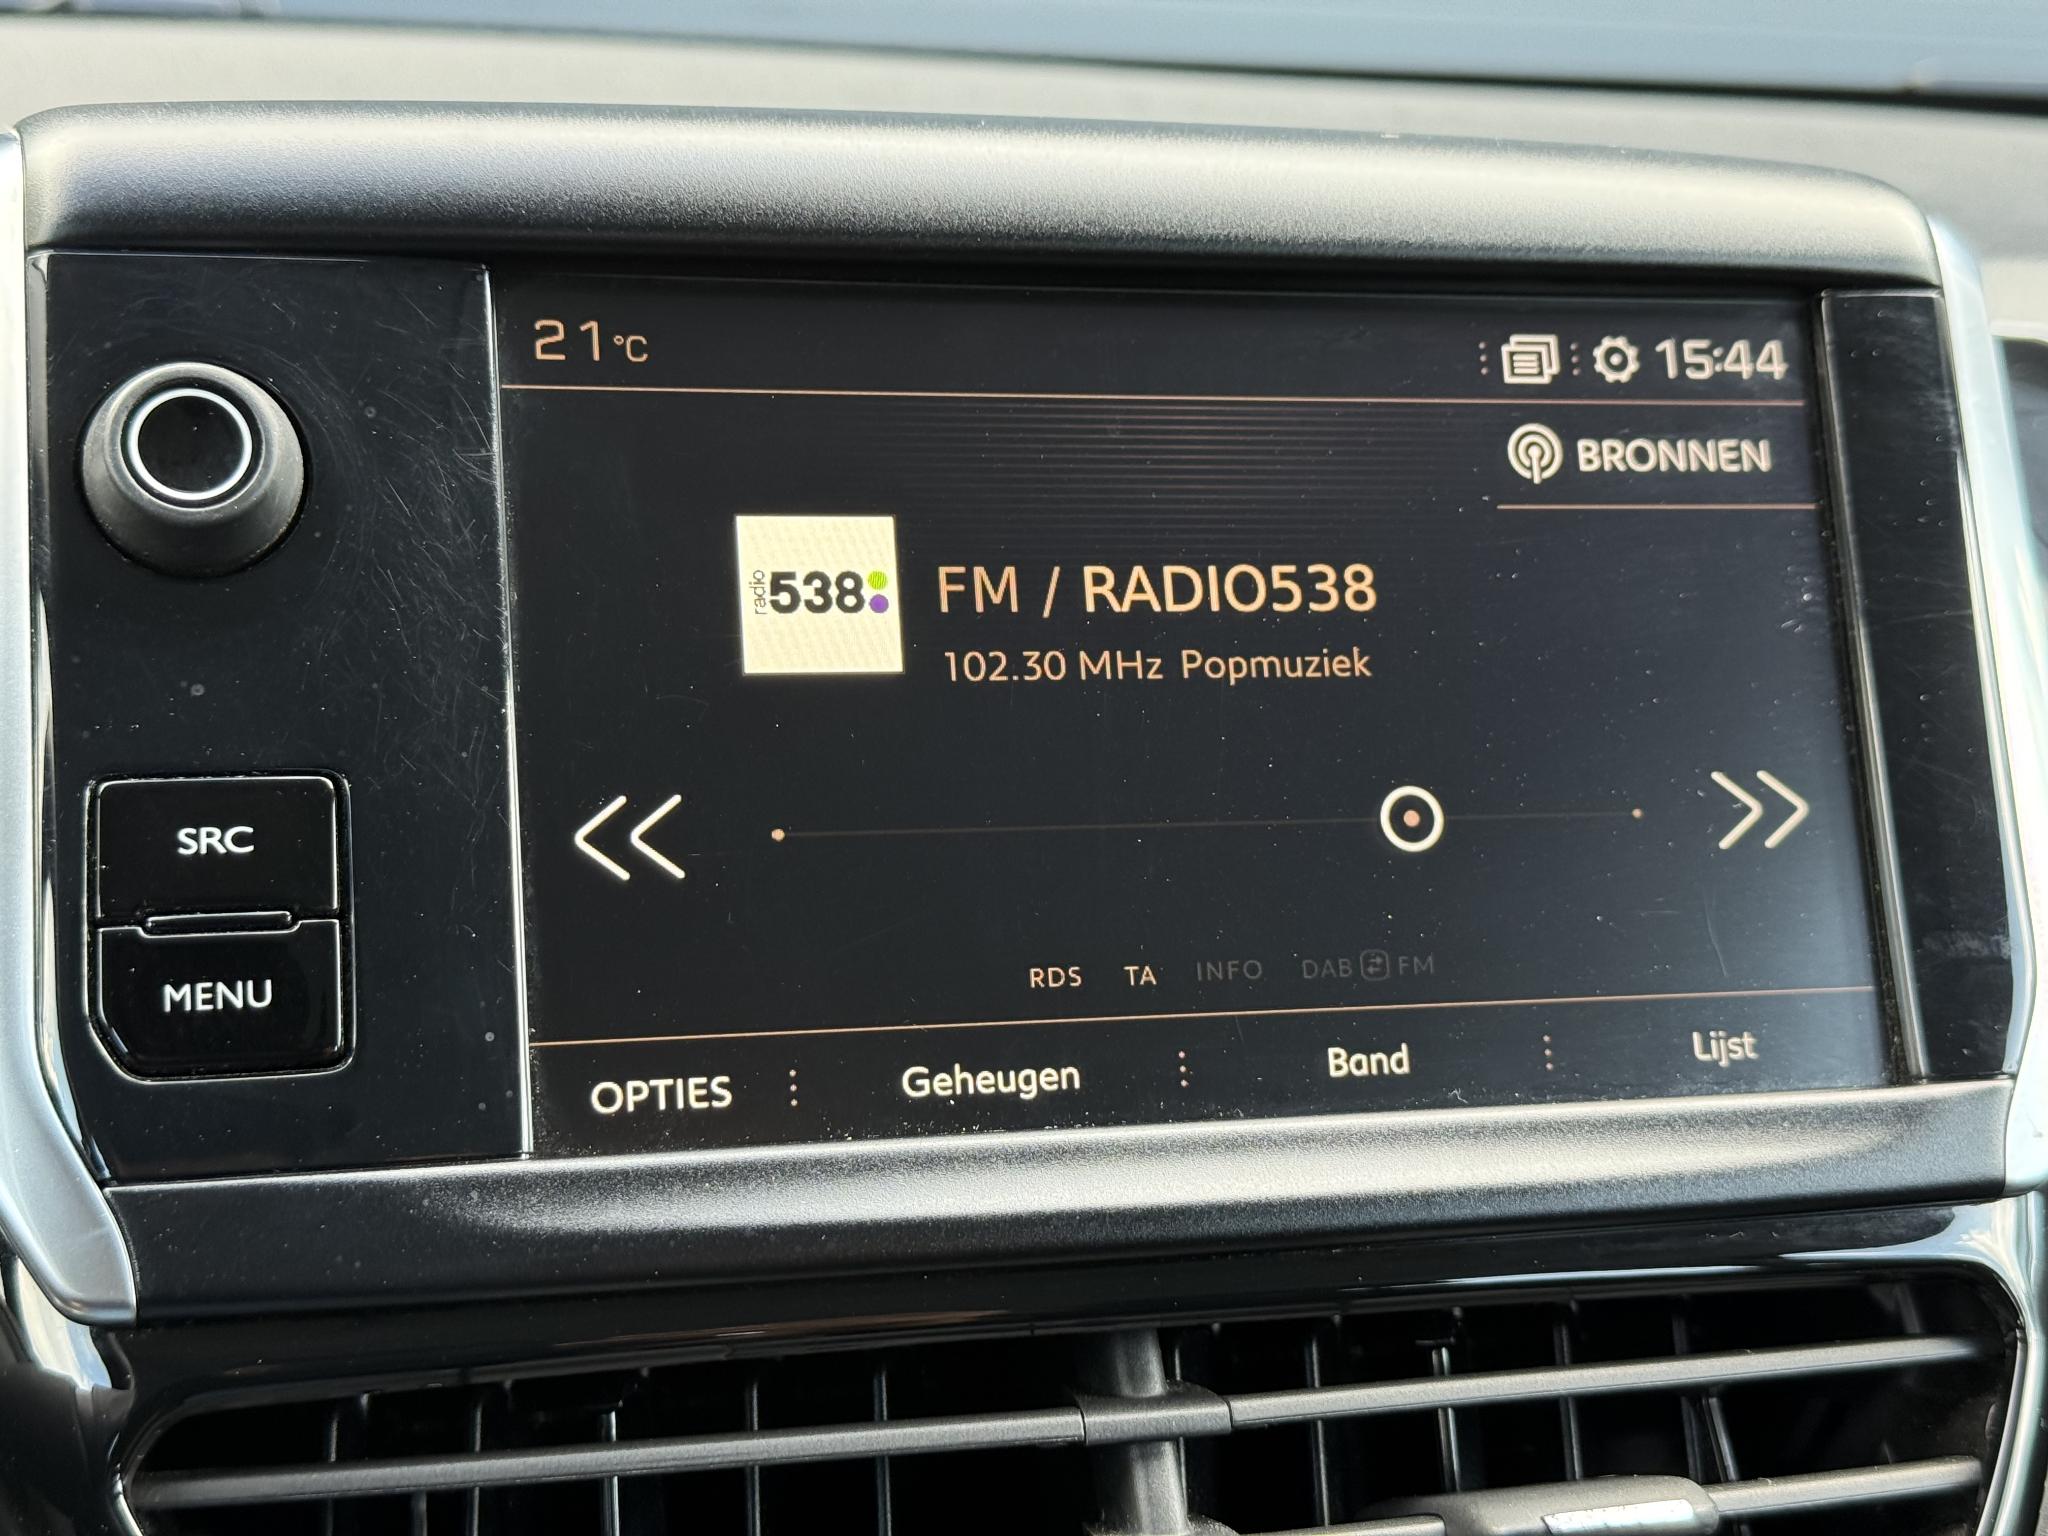 21°C
15:44
BRONNEN
radio 538
FM / RADIO538
102.30 MHz Popmuziek
SRC
MENU
RDS TA INFO DAB FM
OPTIES Geheugen Band Lijst